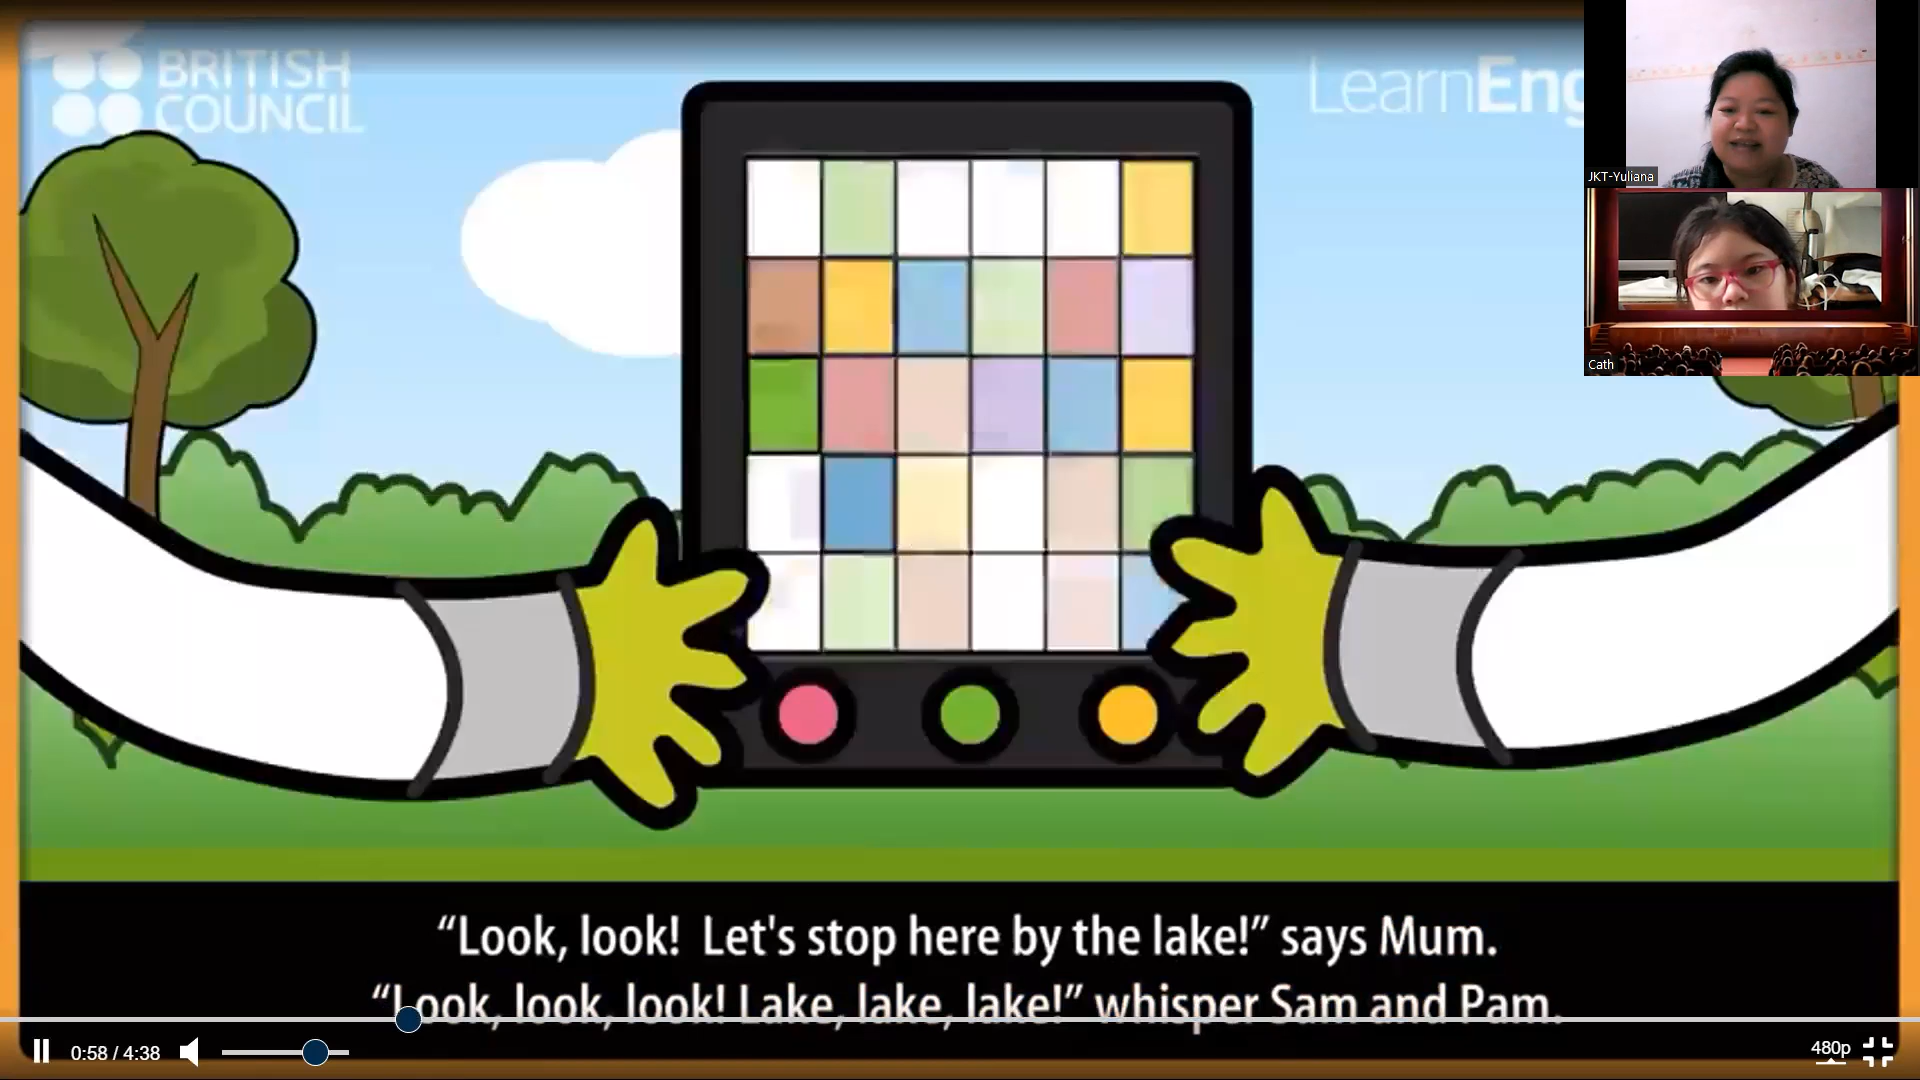 BRITISH
COUNCIL
LearnEng
JKT-Yuliana
Cath
“Look, look!  Let's stop here by the lake!” says Mum.
“Look, look, look! Lake, lake, lake!” whisper Sam and Pam.
0:58 / 4:38
480p